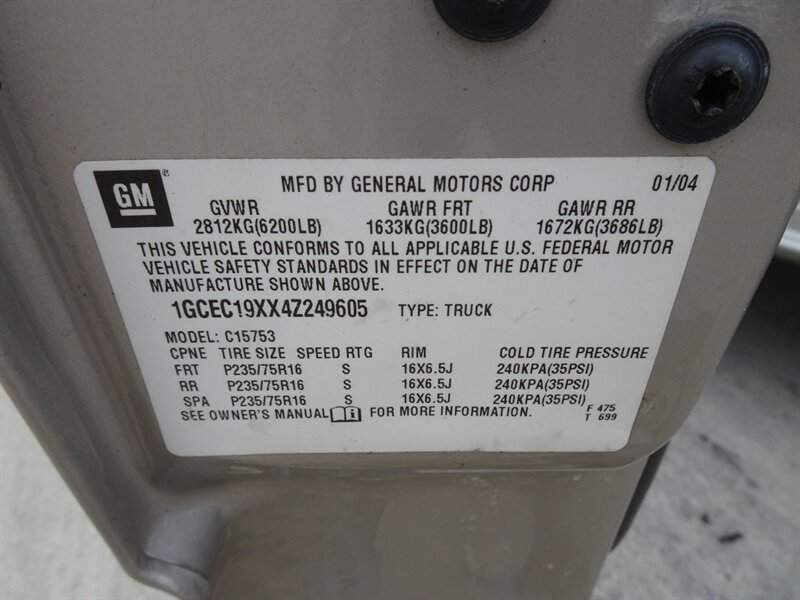 GM ®
MFD BY GENERAL MOTORS CORP 01/04
GVWR GAWR FRT GAWR RR
2812KG(6200LB) 1633KG(3600LB) 1672KG(3686LB)
THIS VEHICLE CONFORMS TO ALL APPLICABLE U.S. FEDERAL MOTOR
VEHICLE SAFETY STANDARDS IN EFFECT ON THE DATE OF
MANUFACTURE SHOWN ABOVE.
1GCEC19XX4Z249605 TYPE: TRUCK
MODEL: C15753
CPNE TIRE SIZE SPEED RTG RIM COLD TIRE PRESSURE
FRT P235/75R16 S 16X6.5J 240KPA(35PSI)
RR P235/75R16 S 16X6.5J 240KPA(35PSI)
SPA P235/75R16 S 16X6.5J 240KPA(35PSI)
SEE OWNER'S MANUAL FOR MORE INFORMATION. F 475
T 699